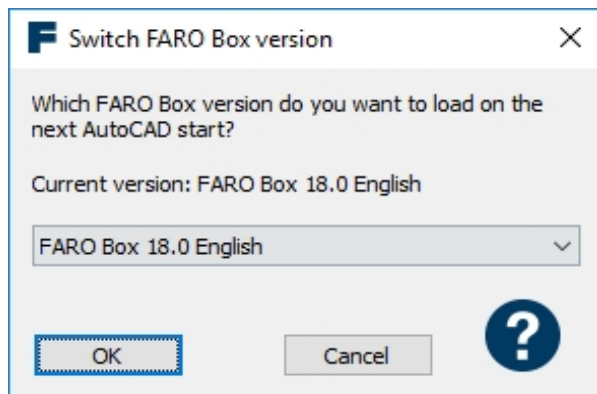 Switch FARO Box version
Which FARO Box version do you want to load on the
next AutoCAD start?
Current version: FARO Box 18.0 English
FARO Box 18.0 English
OK
Cancel
?